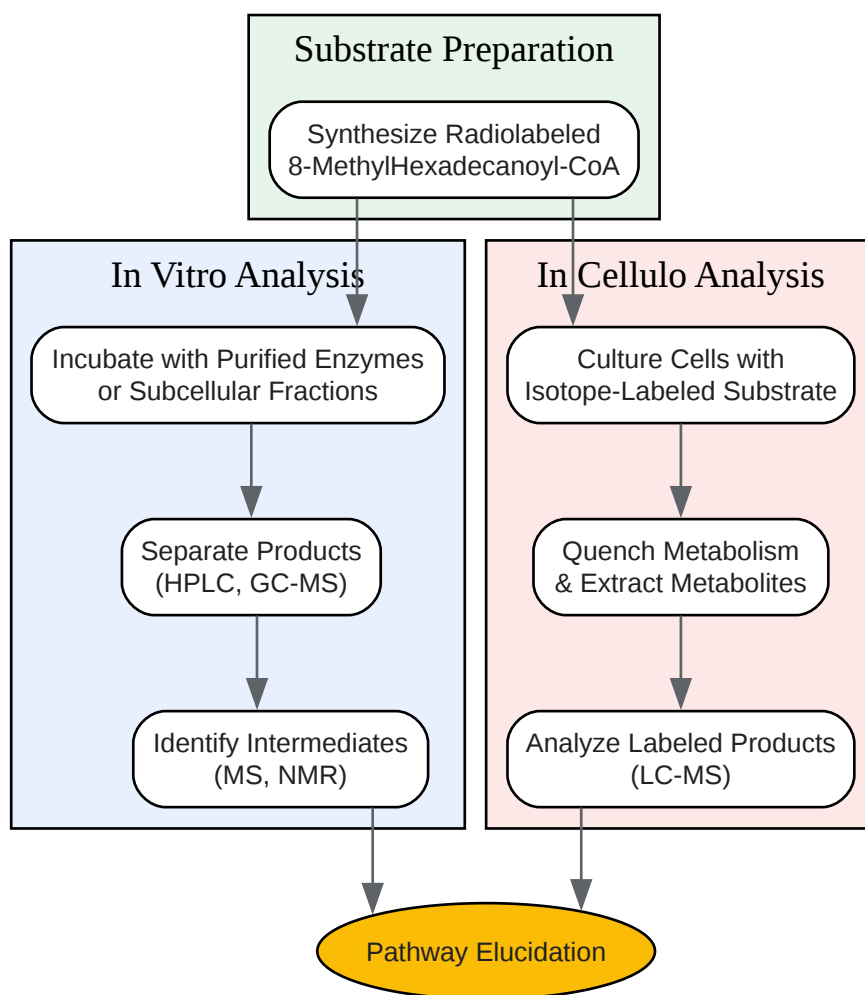 Substrate Preparation
Synthesize Radiolabeled
8-MethylHexadecanoyl-CoA
In Vitro Analysis
Incubate with Purified Enzymes
or Subcellular Fractions
Separate Products
(HPLC, GC-MS)
Identify Intermediates
(MS, NMR)
In Cellulo Analysis
Culture Cells with
Isotope-Labeled Substrate
Quench Metabolism
& Extract Metabolites
Analyze Labeled Products
(LC-MS)
Pathway Elucidation